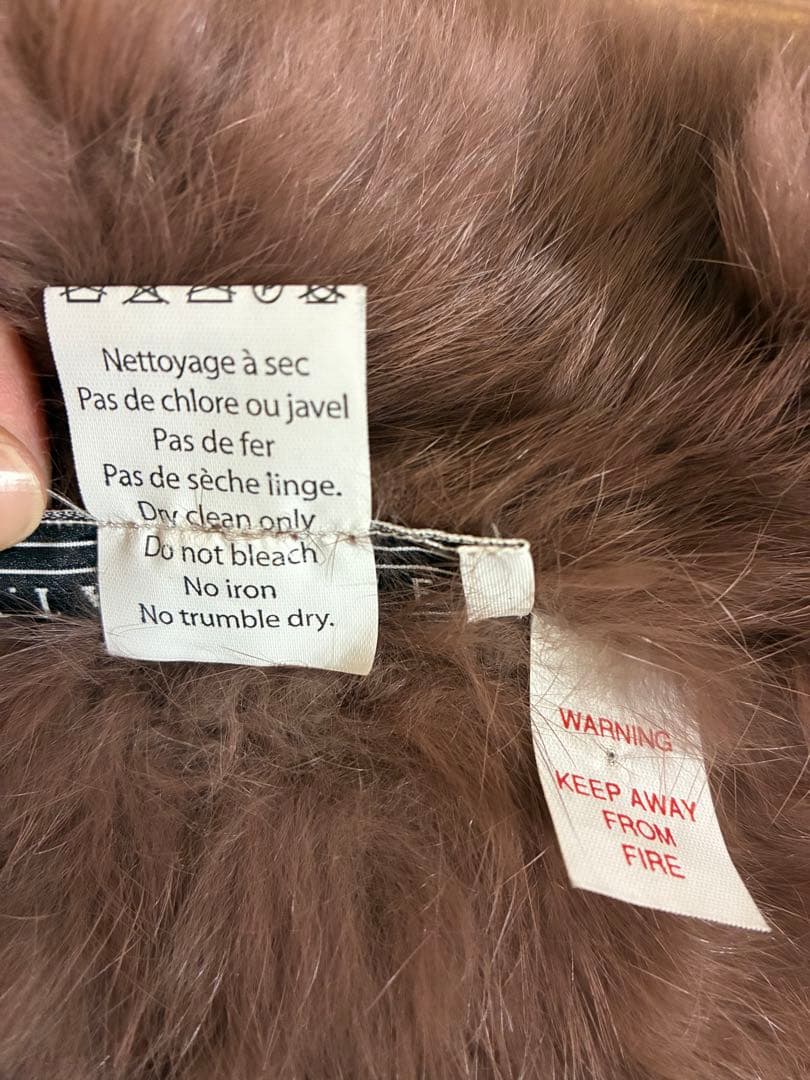 Nettoyage à sec
Pas de chlore ou javel
Pas de fer
Pas de sèche linge.
Dry clean only
Do not bleach
No iron
No trumble dry.
WARNING
KEEP AWAY
FROM
FIRE